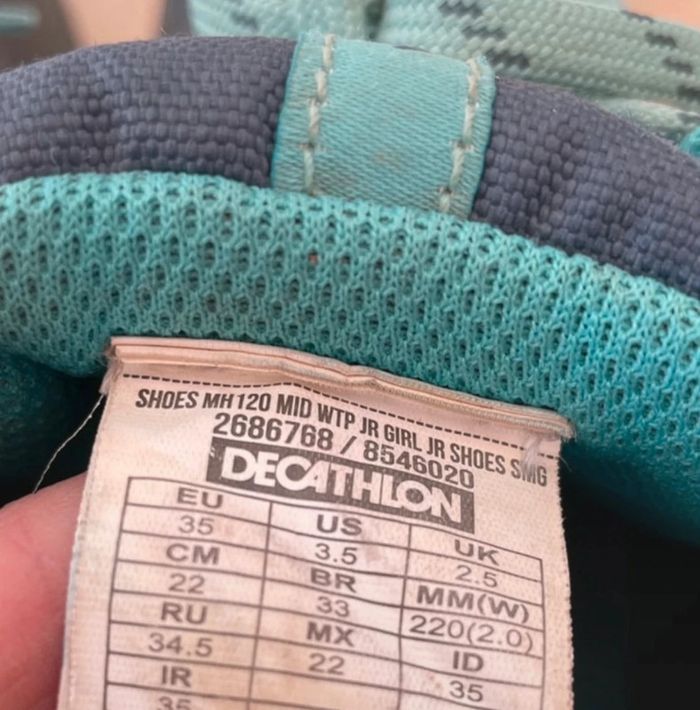 SHOES MH120 MID WTP JR GIRL JR SHOES SMG
2686768 / 8546020
DECATHLON
EU US UK
35 3.5 2.5
CM BR MM(W)
22 33 220(2.0)
RU MX ID
34.5 22 35
IR
35